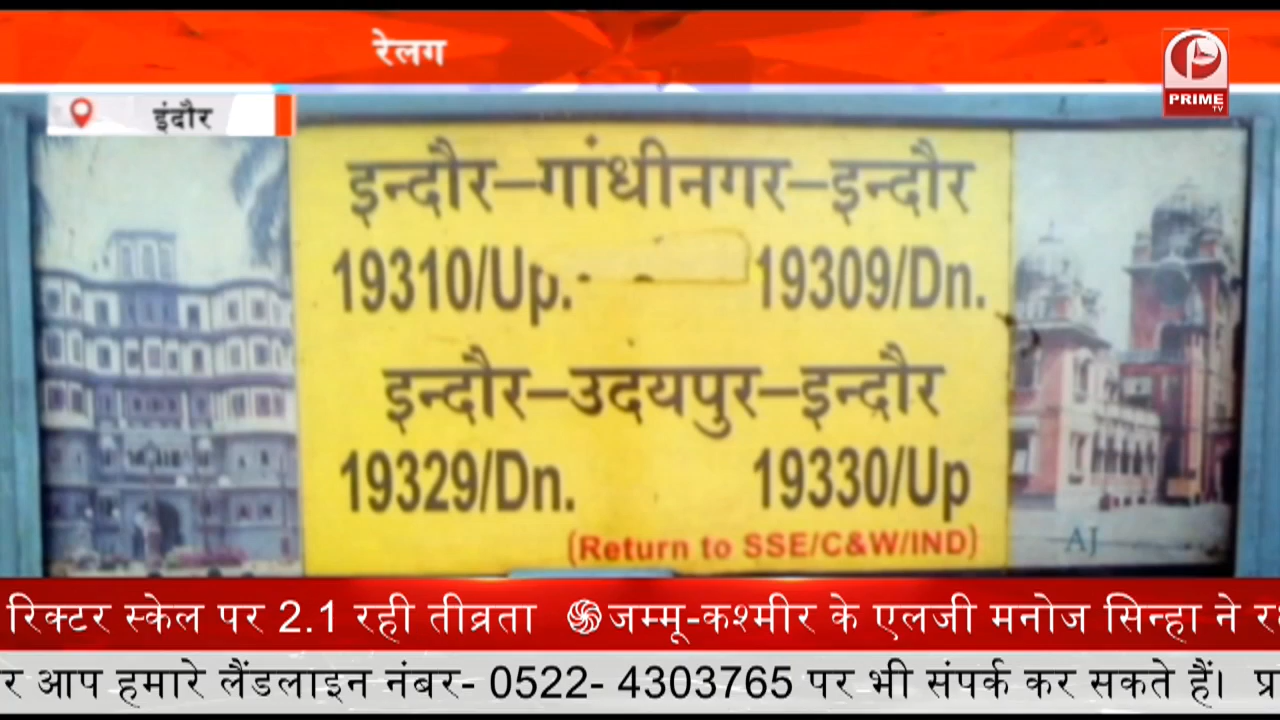 रेलग
PRIME
TV
इंदौर
इन्दौर–गांधीनगर–इन्दौर
19310/Up. 19309/Dn.
इन्दौर–उदयपुर–इन्दौर
19329/Dn. 19330/Up
(Return to SSE/C&W/IND)
AJ
रिक्टर स्केल पर 2.1 रही तीव्रता जम्मू-कश्मीर के एलजी मनोज सिन्हा ने
र आप हमारे लैंडलाइन नंबर- 0522- 4303765 पर भी संपर्क कर सकते हैं। प्र